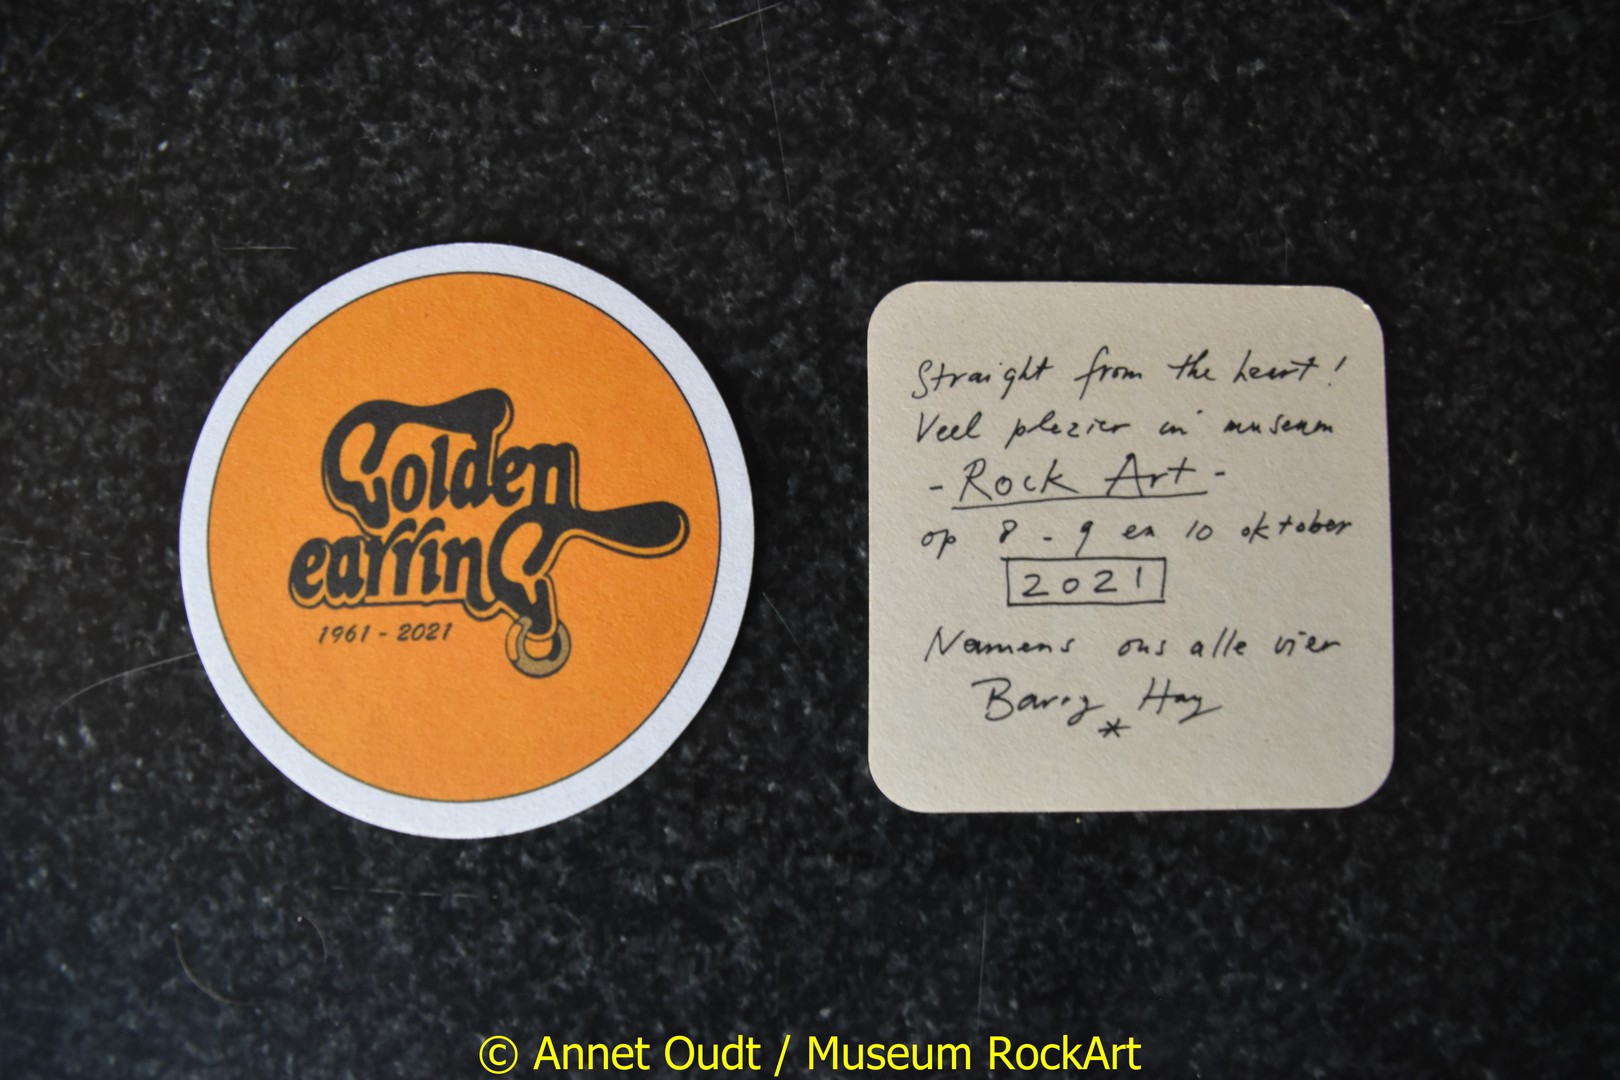 Golden
earring
1961 - 2021
Straight from the heart!
Veel plezier in museum
- Rock Art -
op 8 - 9 en 10 oktober
2021
Namens ons alle vier
Barry Hay
*
© Annet Oudt / Museum RockArt